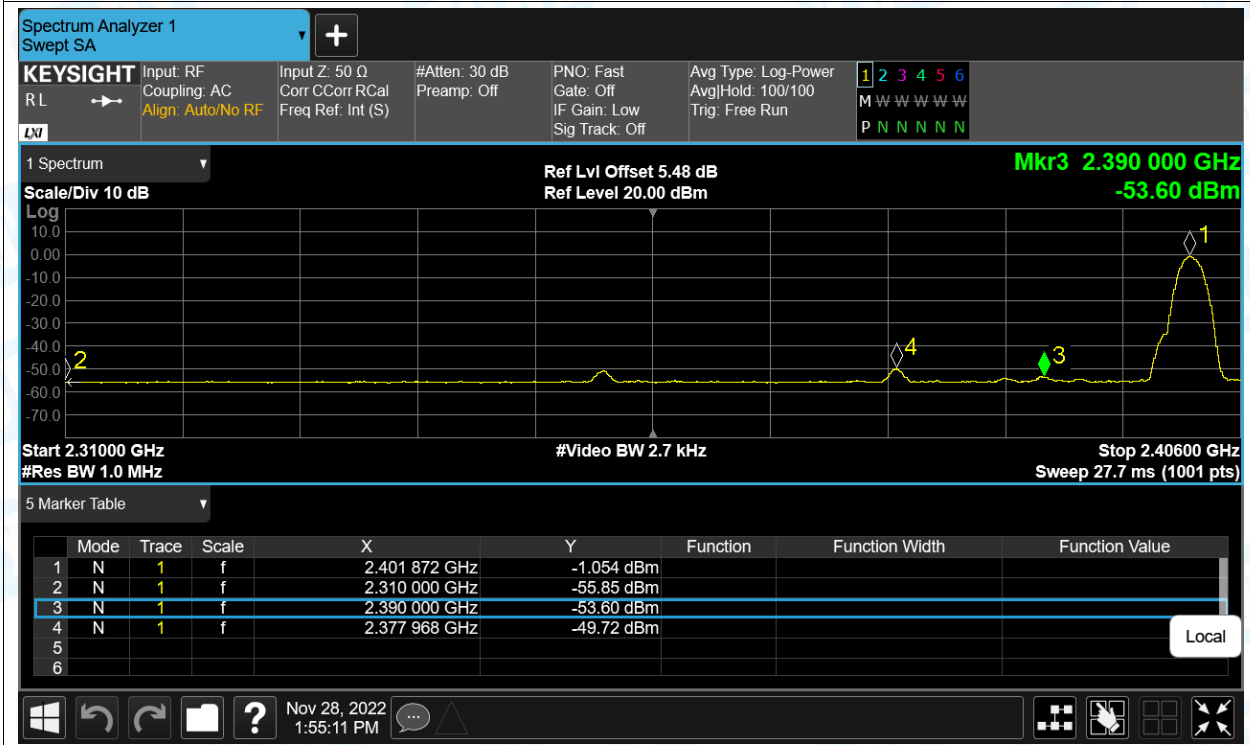 Spectrum Analyzer 1
Swept SA
+
KEYSIGHT
R L
LXI
Input: RF
Coupling: AC
Align: Auto/No RF
Input Z: 50 Ω
Corr CCorr RCal
Freq Ref: Int (S)
#Atten: 30 dB
Preamp: Off
PNO: Fast
Gate: Off
IF Gain: Low
Sig Track: Off
Avg Type: Log-Power
Avg|Hold: 100/100
Trig: Free Run
1 2 3 4 5 6
M W W W W W
P N N N N N
1 Spectrum
Scale/Div 10 dB
Ref Lvl Offset 5.48 dB
Ref Level 20.00 dBm
Mkr3 2.390 000 GHz
-53.60 dBm
Log
10.0
0.00
-10.0
-20.0
-30.0
-40.0
-50.0
-60.0
-70.0
1
2
4
3
Start 2.31000 GHz
#Video BW 2.7 kHz
Stop 2.40600 GHz
#Res BW 1.0 MHz
Sweep 27.7 ms (1001 pts)
5 Marker Table
Mode Trace Scale X Y Function Function Width Function Value
1 N 1 f 2.401 872 GHz -1.054 dBm
2 N 1 f 2.310 000 GHz -55.85 dBm
3 N 1 f 2.390 000 GHz -53.60 dBm
4 N 1 f 2.377 968 GHz -49.72 dBm
5
6
Local
?
Nov 28, 2022
1:55:11 PM